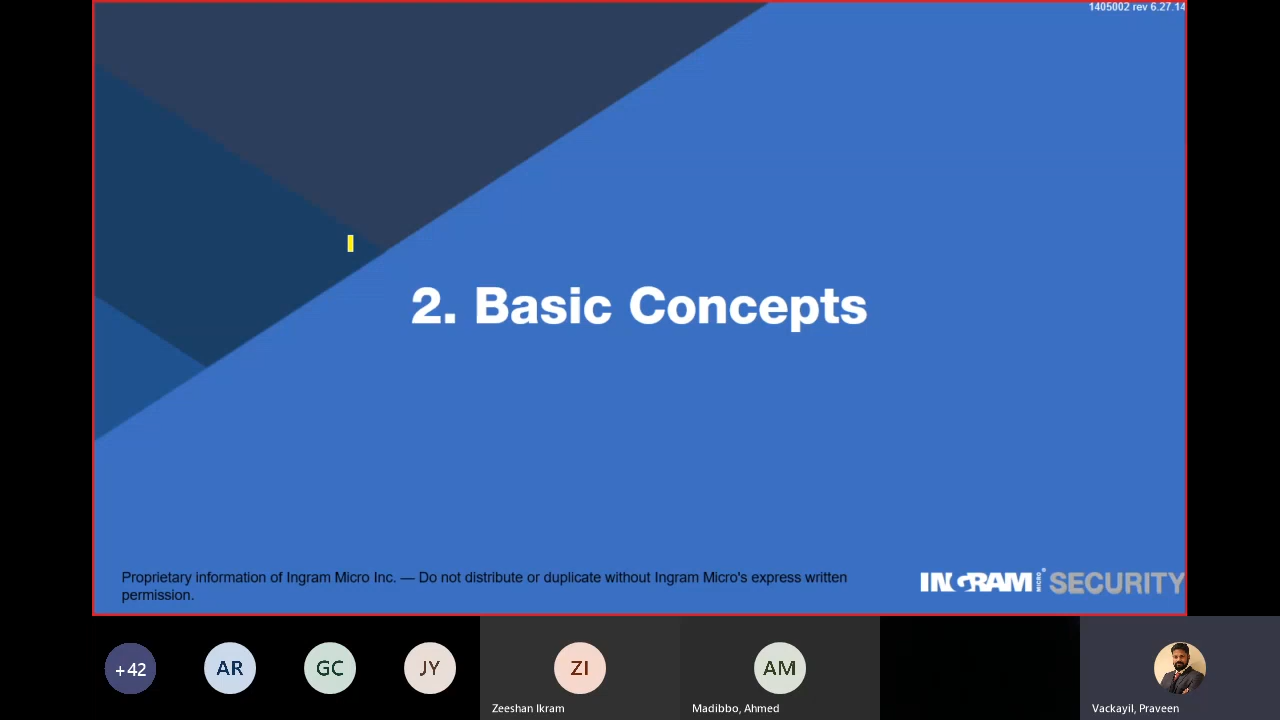 1405002 rev 6.27.14
2. Basic Concepts
Proprietary information of Ingram Micro Inc. — Do not distribute or duplicate without Ingram Micro's express written
permission.
INGRAM MICRO SECURITY
+42
AR
GC
JY
ZI
AM
Zeeshan Ikram
Madibbo, Ahmed
Vackayil, Praveen